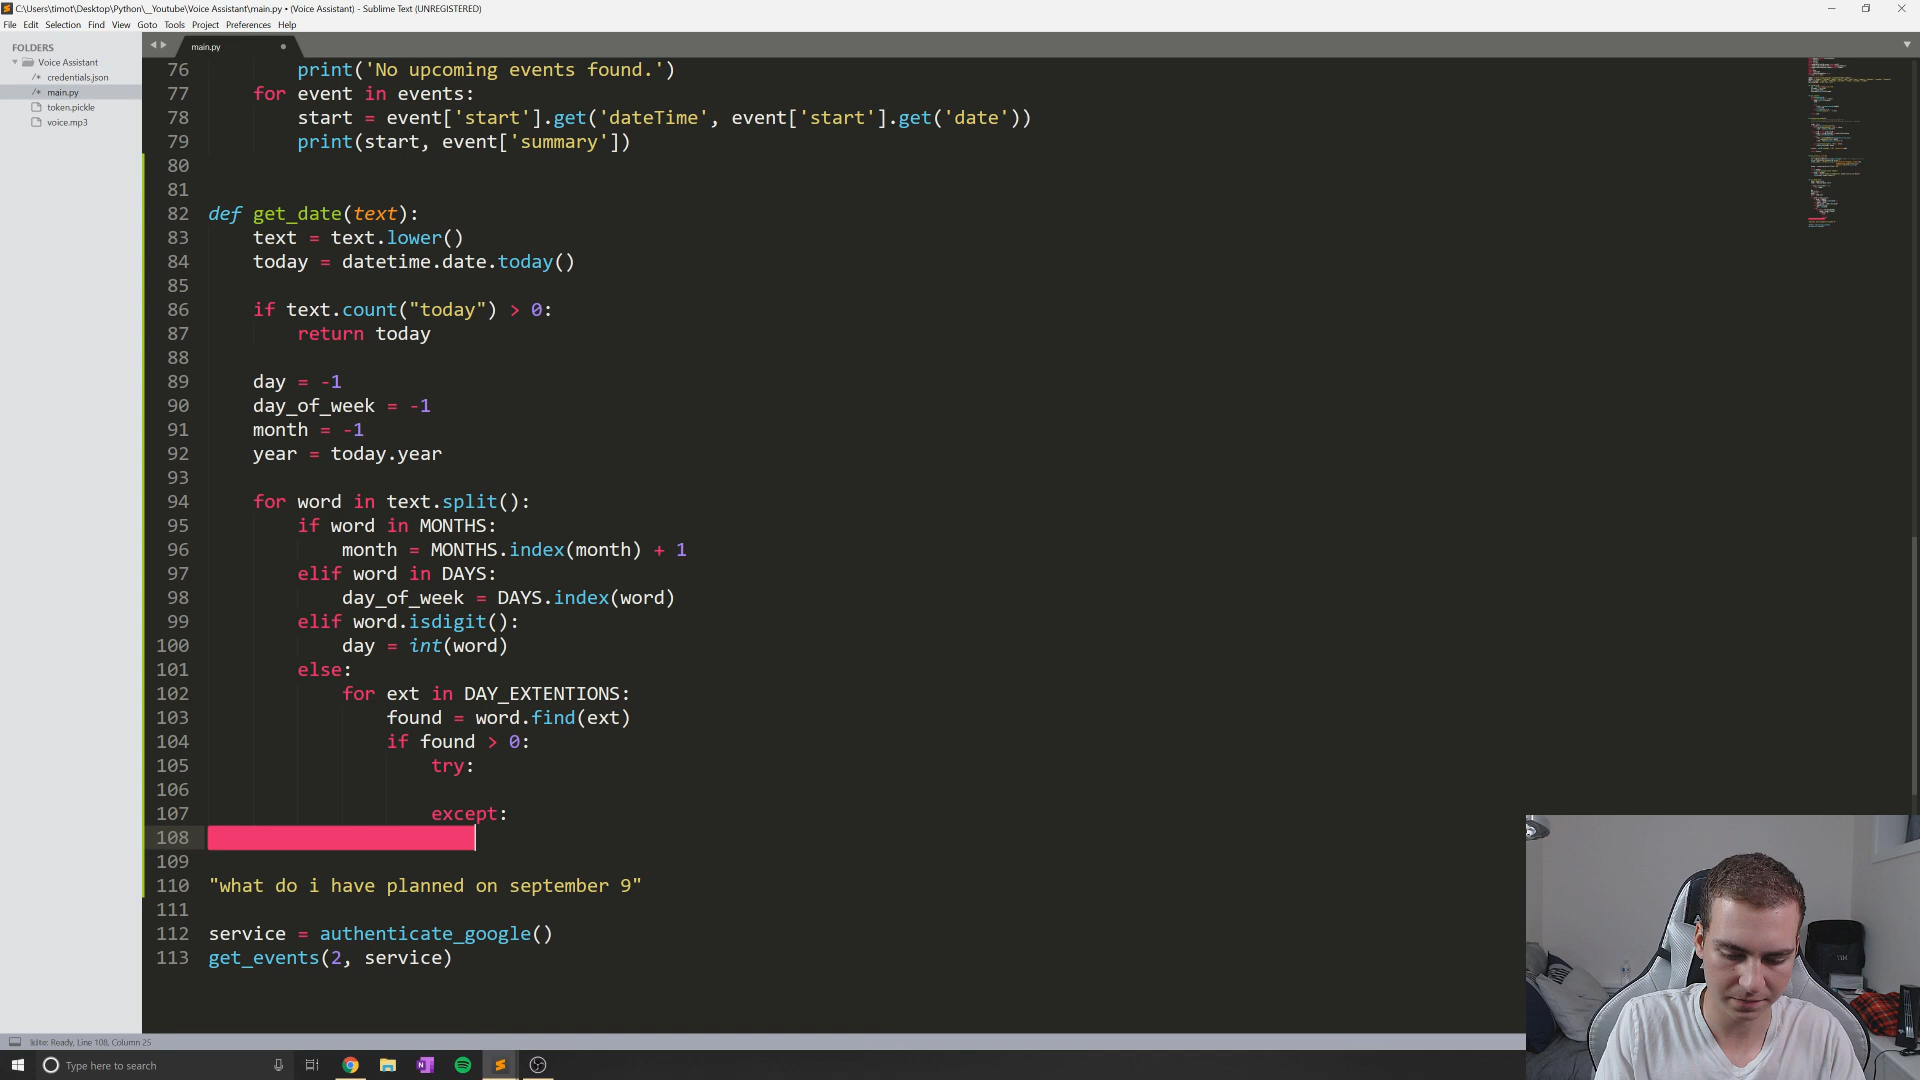 C:\Users\timot\Desktop\Python\__Youtube\Voice Assistant\main.py • (Voice Assistant) - Sublime Text (UNREGISTERED)
File Edit Selection Find View Goto Tools Project Preferences Help
FOLDERS
Voice Assistant
/* credentials.json
/* main.py
token.pickle
voice.mp3
main.py
76 print('No upcoming events found.')
77 for event in events:
78 start = event['start'].get('dateTime', event['start'].get('date'))
79 print(start, event['summary'])
80
81
82 def get_date(text):
83 text = text.lower()
84 today = datetime.date.today()
85
86 if text.count("today") > 0:
87 return today
88
89 day = -1
90 day_of_week = -1
91 month = -1
92 year = today.year
93
94 for word in text.split():
95 if word in MONTHS:
96 month = MONTHS.index(month) + 1
97 elif word in DAYS:
98 day_of_week = DAYS.index(word)
99 elif word.isdigit():
100 day = int(word)
101 else:
102 for ext in DAY_EXTENTIONS:
103 found = word.find(ext)
104 if found > 0:
105 try:
106
107 except:
108
109
110 "what do i have planned on september 9"
111
112 service = authenticate_google()
113 get_events(2, service)
kite: Ready, Line 108, Column 25
Type here to search